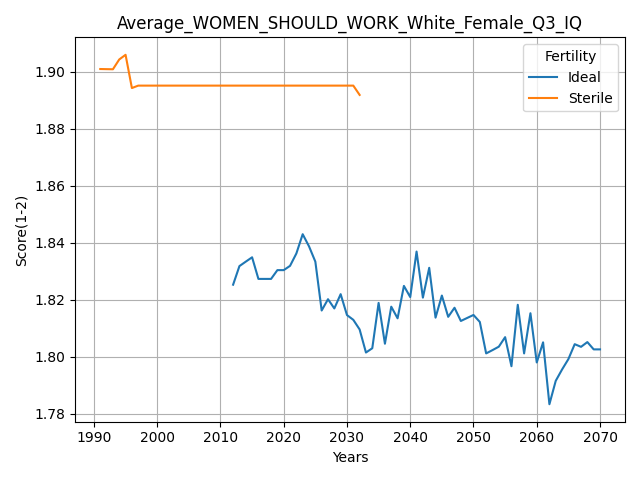 Average_WOMEN_SHOULD_WORK_White_Female_Q3_IQ
Fertility
Ideal
Sterile
Score(1-2)
1.90
1.88
1.86
1.84
1.82
1.80
1.78
1990 2000 2010 2020 2030 2040 2050 2060 2070
Years